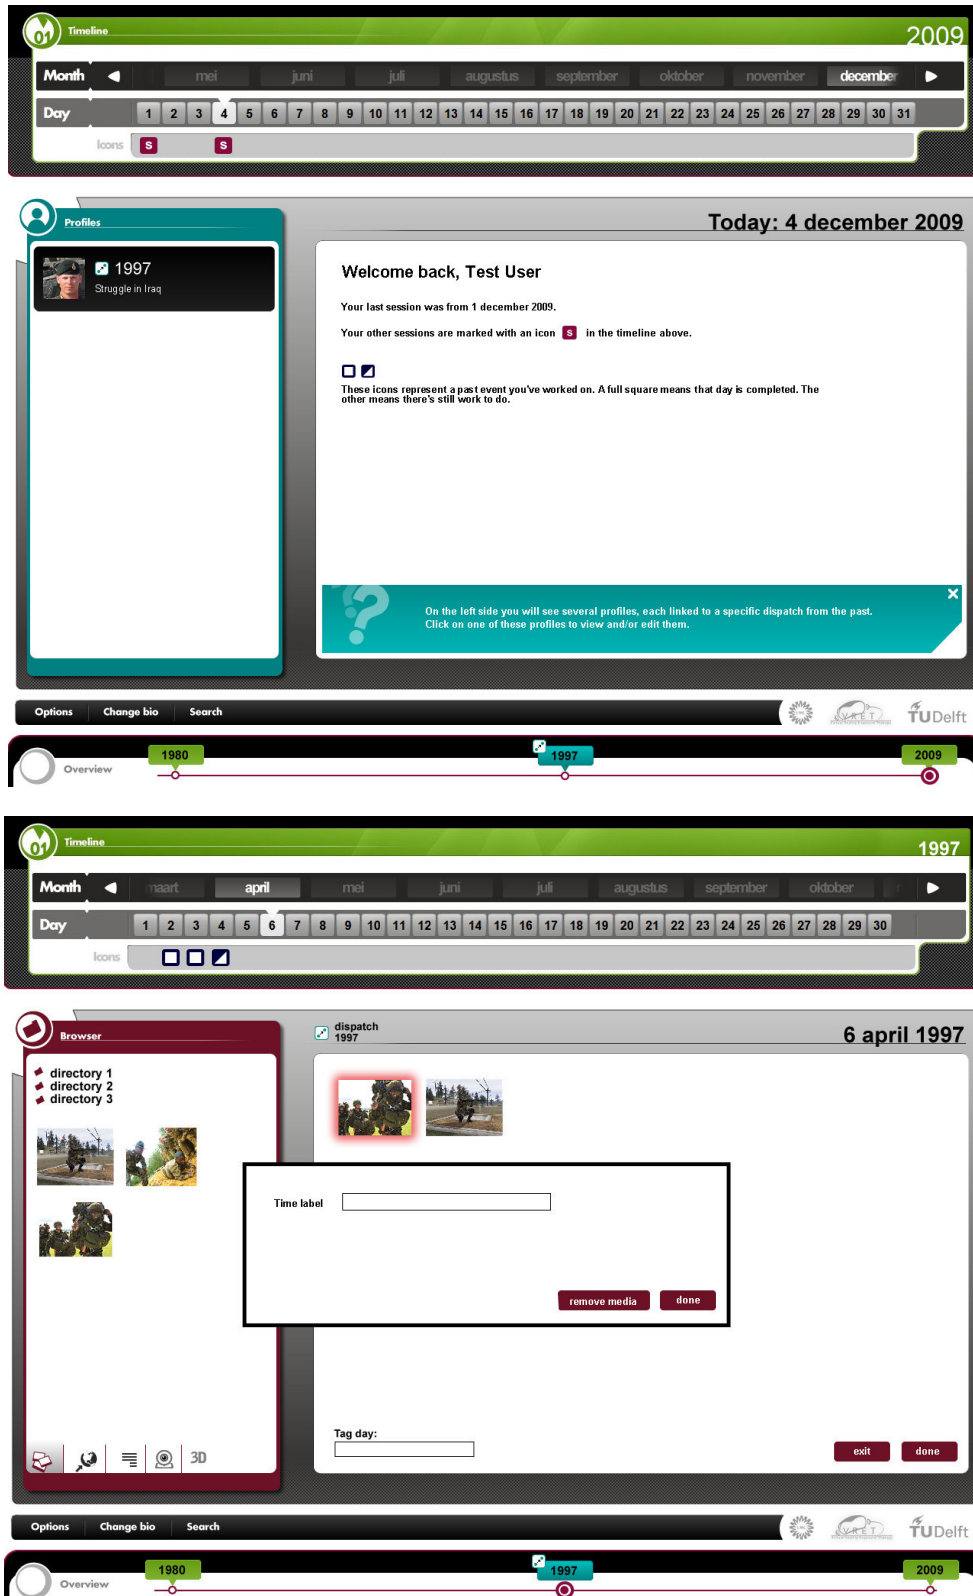 01 Timeline
2009
Month mei juni juli augustus september oktober november december
Day 1 2 3 4 5 6 7 8 9 10 11 12 13 14 15 16 17 18 19 20 21 22 23 24 25 26 27 28 29 30 31
Icons S S
Profiles
Today: 4 december 2009
1997
Struggle in Iraq
Welcome back, Test User
Your last session was from 1 december 2009.
Your other sessions are marked with an icon S in the timeline above.
These icons represent a past event you've worked on. A full square means that day is completed. The
other means there's still work to do.
?
On the left side you will see several profiles, each linked to a specific dispatch from the past.
Click on one of these profiles to view and/or edit them.
Options Change bio Search
VRET TUDelft
Overview 1980 1997 2009
01 Timeline
1997
Month maart april mei juni juli augustus september oktober
Day 1 2 3 4 5 6 7 8 9 10 11 12 13 14 15 16 17 18 19 20 21 22 23 24 25 26 27 28 29 30
Icons
Browser
dispatch
1997
6 april 1997
directory 1
directory 2
directory 3
Time label
remove media done
Tag day:
3D
exit done
Options Change bio Search
VRET TUDelft
Overview 1980 1997 2009